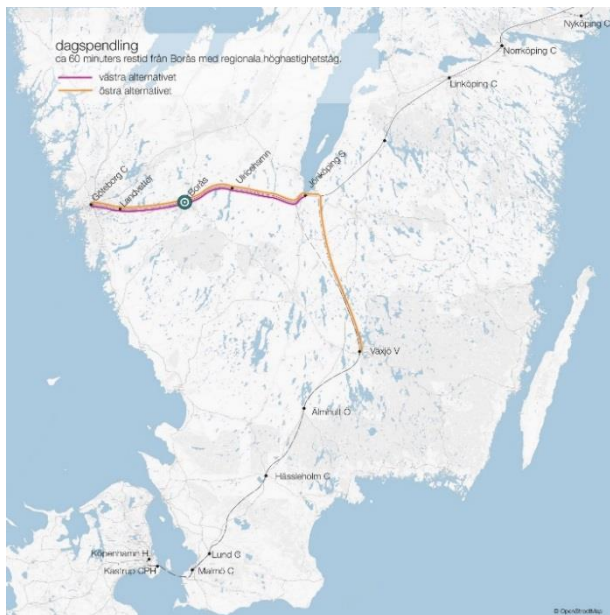 dagspendling
ca 60 minuters restid från Borås med regionala höghastighetståg.
västra alternativet
östra alternativet
Nyköping C
Norrköping C
Linköping C
Jönköping S
Ulricehamn
Borås
Landvetter
Göteborg C
Växjö V
Älmhult Ö
Hässleholm C
Lund C
Köpenhamn H
Kastrup CPH
Malmö C
© OpenStreetMap